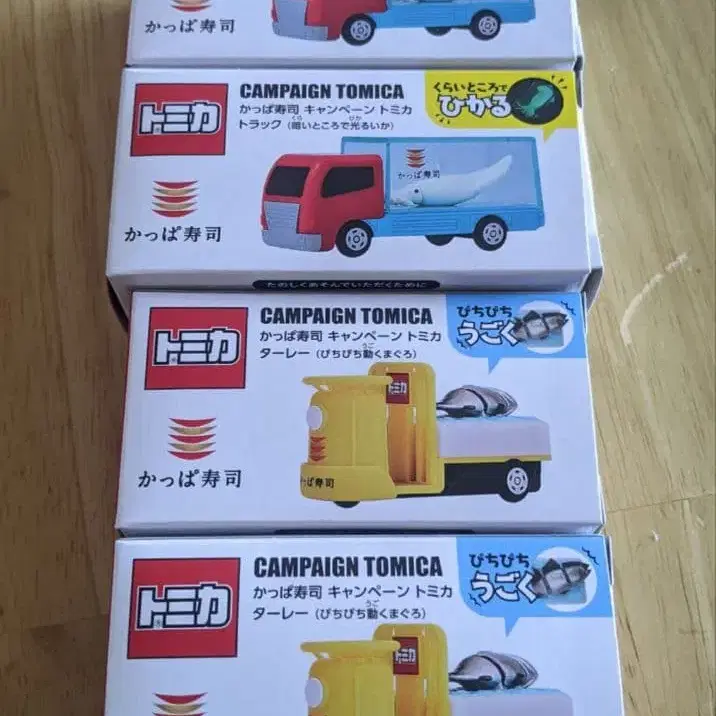 かっぱ寿司
トミカ
CAMPAIGN TOMICA
かっぱ寿司 キャンペーン トミカ
トラック (暗いところで光るいか)
くらいところで
ひかる
かっぱ寿司
かっぱ寿司
たのしくあそんでいただくために
トミカ
CAMPAIGN TOMICA
かっぱ寿司 キャンペーン トミカ
ターレー (ぴちぴち動くまぐろ)
ぴちぴち
うごく
トミカ
かっぱ寿司
かっぱ寿司
トミカ
CAMPAIGN TOMICA
かっぱ寿司 キャンペーン トミカ
ターレー (ぴちぴち動くまぐろ)
ぴちぴち
うごく
トミカ